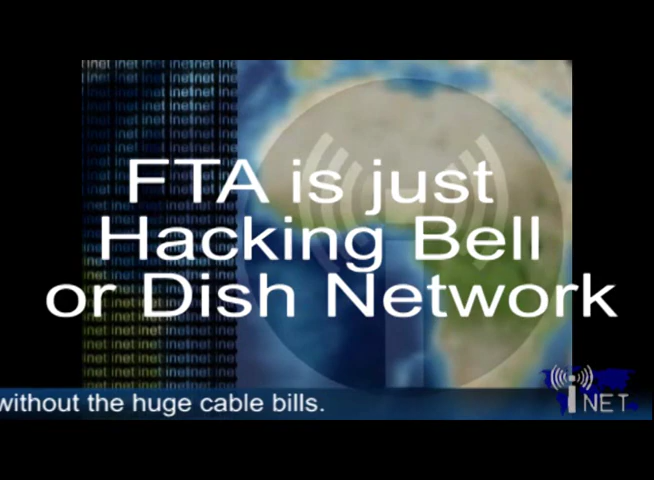 FTA is just
Hacking Bell
or Dish Network
without the huge cable bills.
i NET